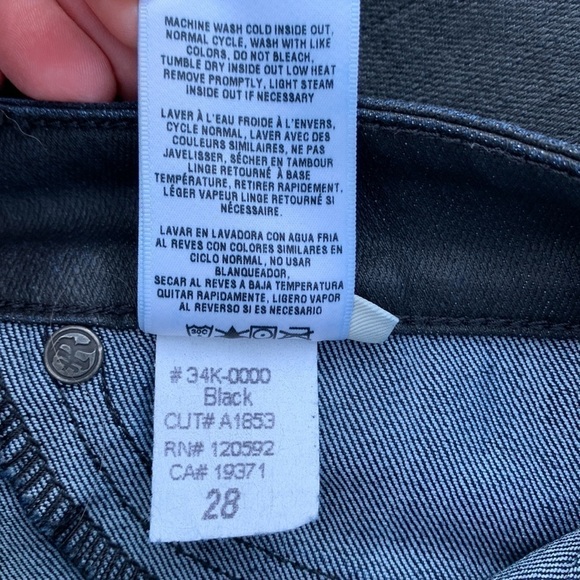 MACHINE WASH COLD INSIDE OUT,
NORMAL CYCLE, WASH WITH LIKE
COLORS, DO NOT BLEACH,
TUMBLE DRY INSIDE OUT LOW HEAT
REMOVE PROMPTLY, LIGHT STEAM
INSIDE OUT IF NECESSARY
LAVER À L'EAU FROIDE À L'ENVERS,
CYCLE NORMAL, LAVER AVEC DES
COULEURS SIMILAIRES, NE PAS
JAVELISSER, SÉCHER EN TAMBOUR
LINGE RETOURNÉ À BASE
TEMPÉRATURE, RETIRER RAPIDEMENT.
LÉGER VAPEUR LINGE RETOURNÉ SI
NÉCESSAIRE.
LAVAR EN LAVADORA CON AGUA FRIA
AL REVES CON COLORES SIMILARES EN
CICLO NORMAL, NO USAR
BLANQUEADOR,
SECAR AL REVES A BAJA TEMPERATURA
QUITAR RAPIDAMENTE, LIGERO VAPOR
AL REVERSO SI ES NECESARIO
# 34K-0000
Black
CUT# A1853
RN# 120592
CA# 19371
28